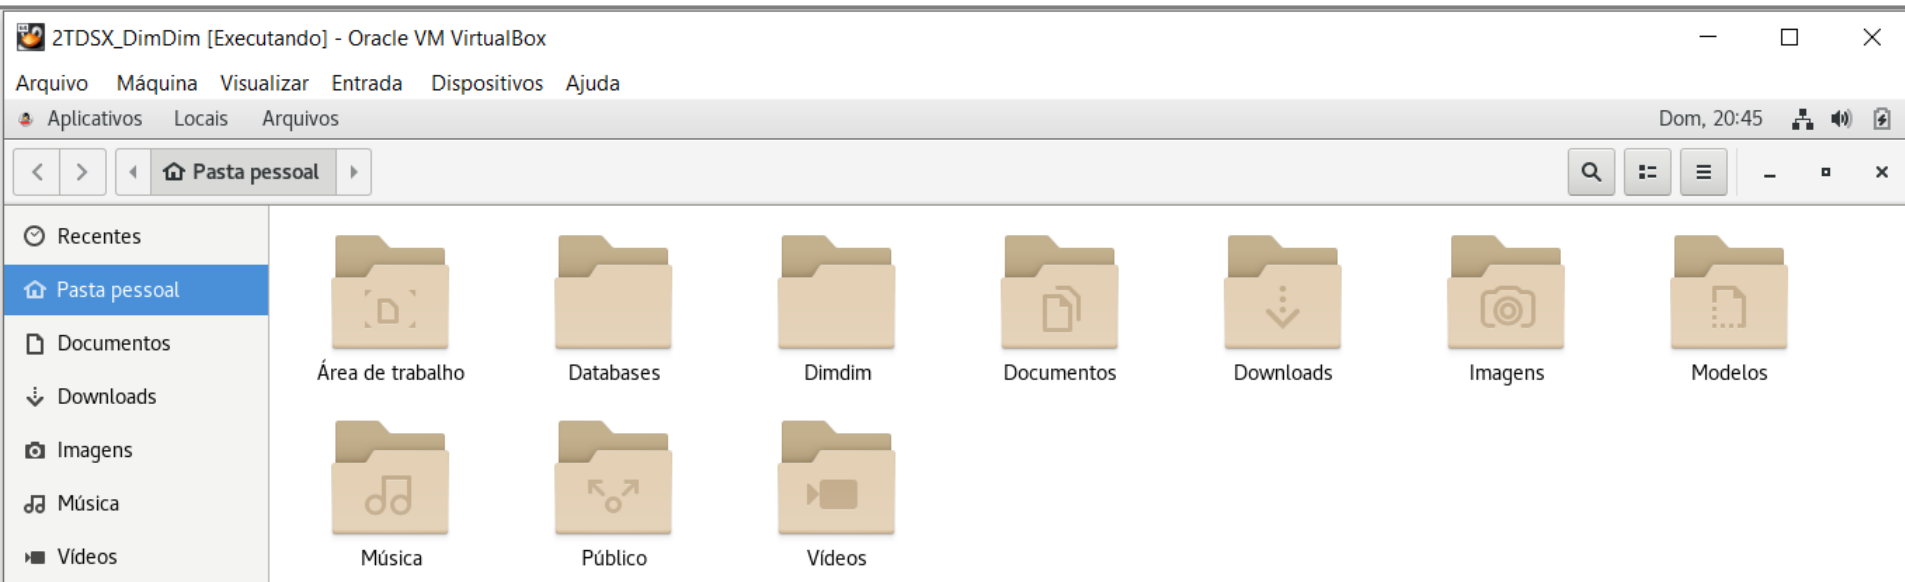 2TDSX_DimDim [Executando] - Oracle VM VirtualBox
Arquivo Máquina Visualizar Entrada Dispositivos Ajuda
Aplicativos Locais Arquivos Dom, 20:45
Pasta pessoal
Recentes
Pasta pessoal
Documentos
Downloads
Imagens
Música
Vídeos
Área de trabalho Databases Dimdim Documentos Downloads Imagens Modelos
Música Público Vídeos